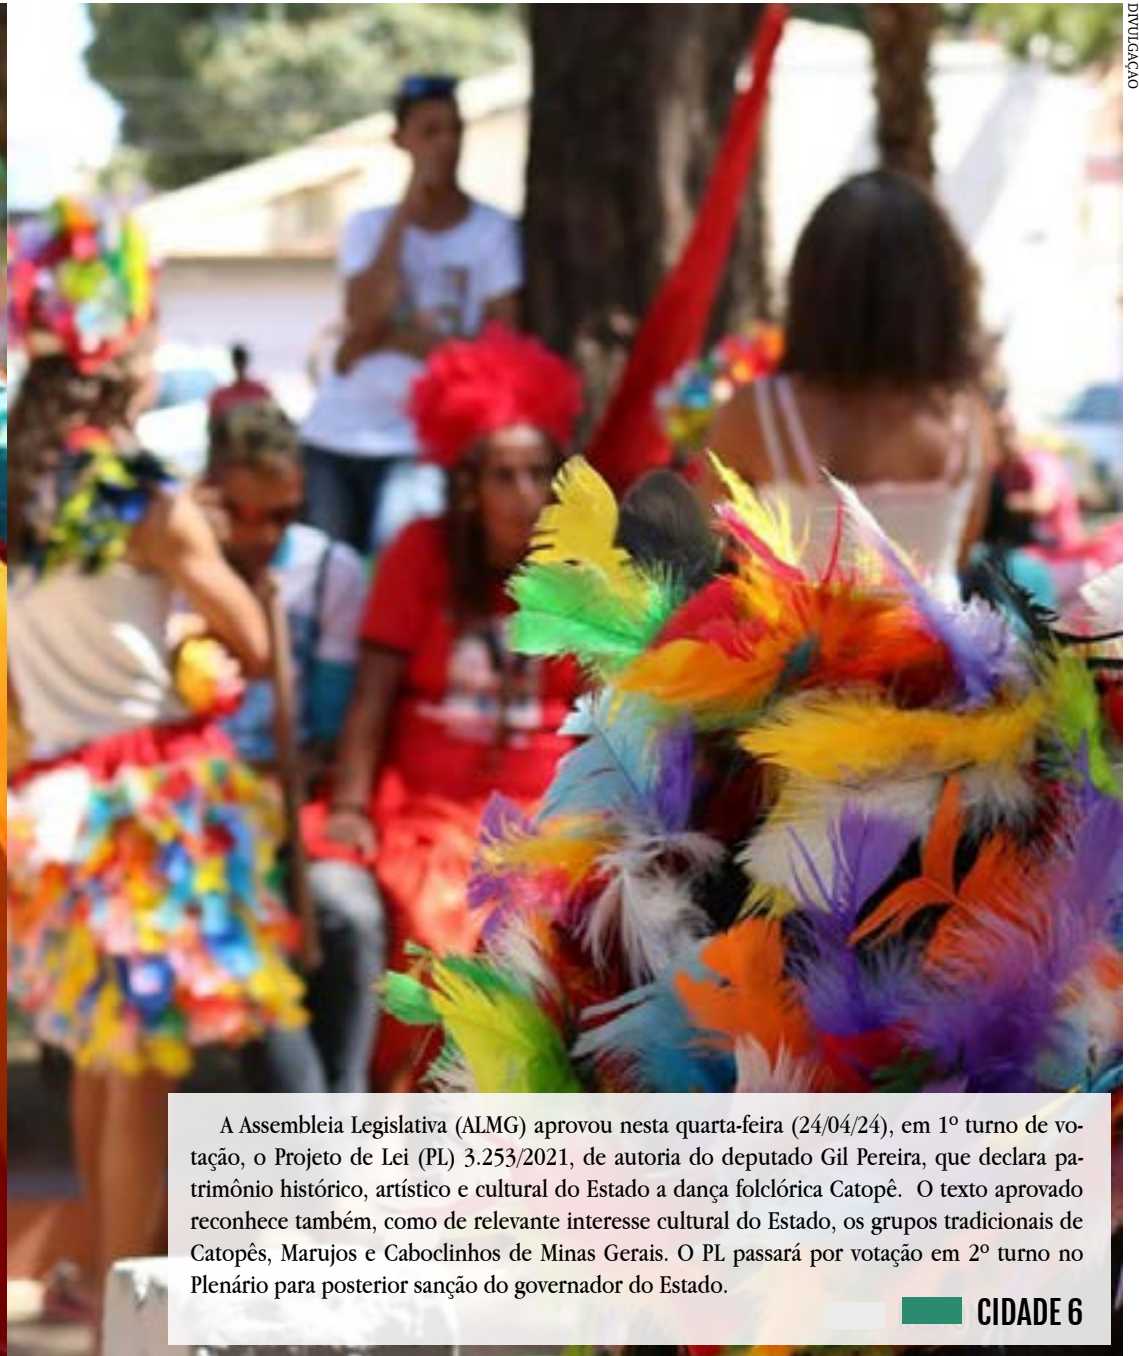 DIVULGAÇAO
A Assembleia Legislativa (ALMG) aprovou nesta quarta-feira (24/04/24), em 1º turno de vo-
tação, o Projeto de Lei (PL) 3.253/2021, de autoria do deputado Gil Pereira, que declara pa-
trimônio histórico, artístico e cultural do Estado a dança folclórica Catopê. O texto aprovado
reconhece também, como de relevante interesse cultural do Estado, os grupos tradicionais de
Catopês, Marujos e Caboclinhos de Minas Gerais. O PL passará por votação em 2º turno no
Plenário para posterior sanção do governador do Estado.
CIDADE 6